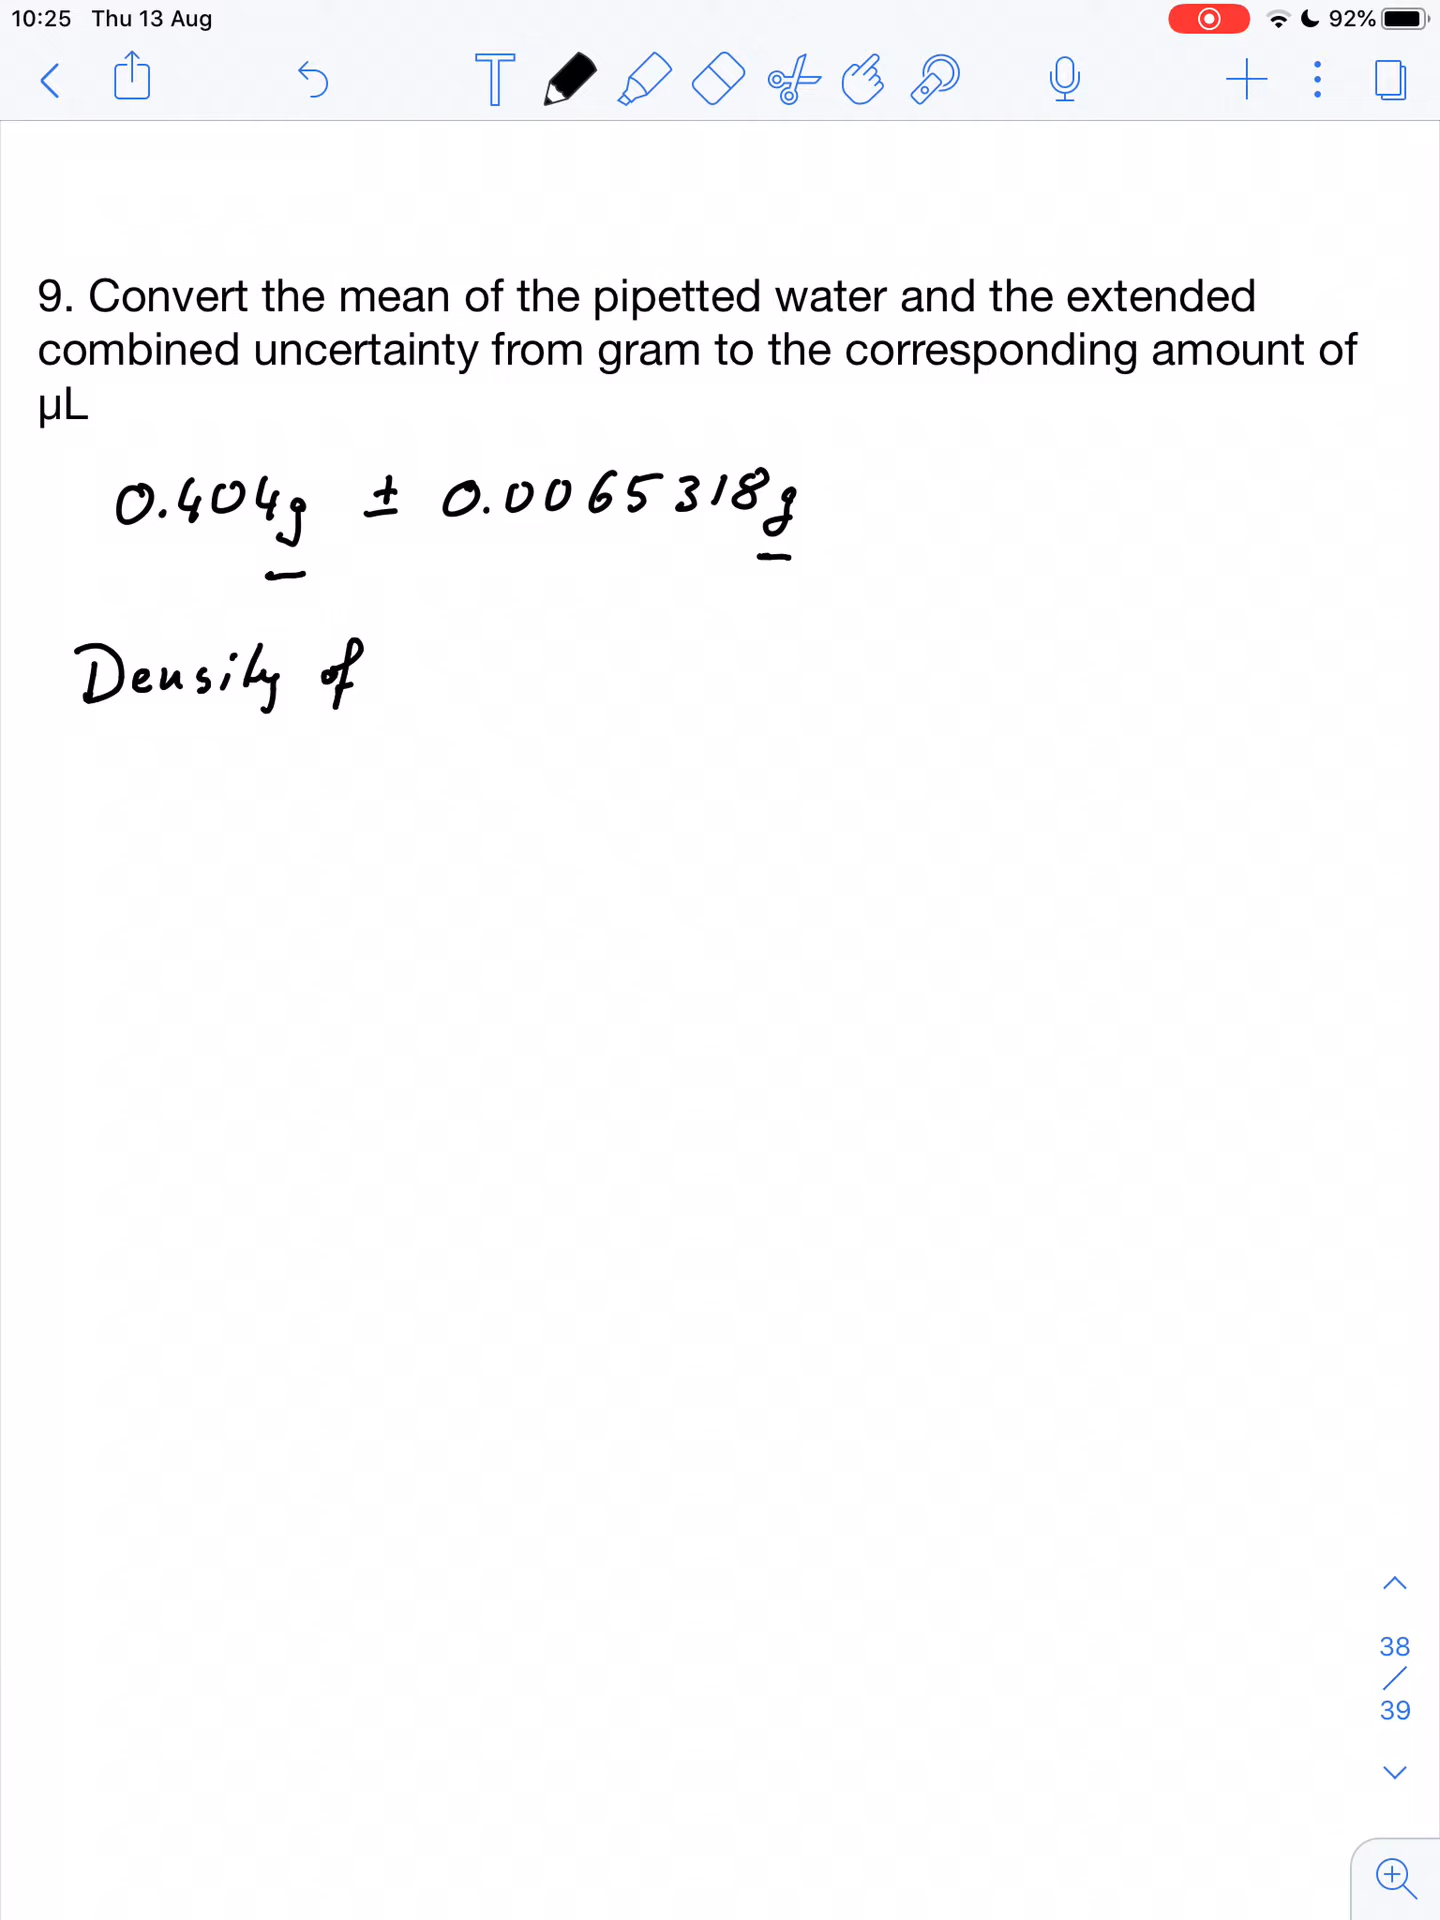 10:25 Thu 13 Aug 92%
T
9. Convert the mean of the pipetted water and the extended
combined uncertainty from gram to the corresponding amount of
µL
0.404g ± 0.0065318g
Density of
38
/
39